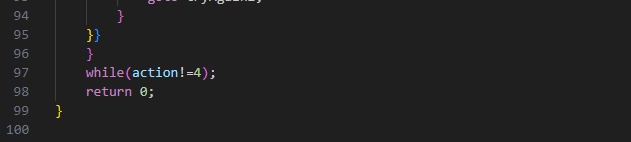 94 }
95 }}
96 }
97 while(action!=4);
98 return 0;
99 }
100